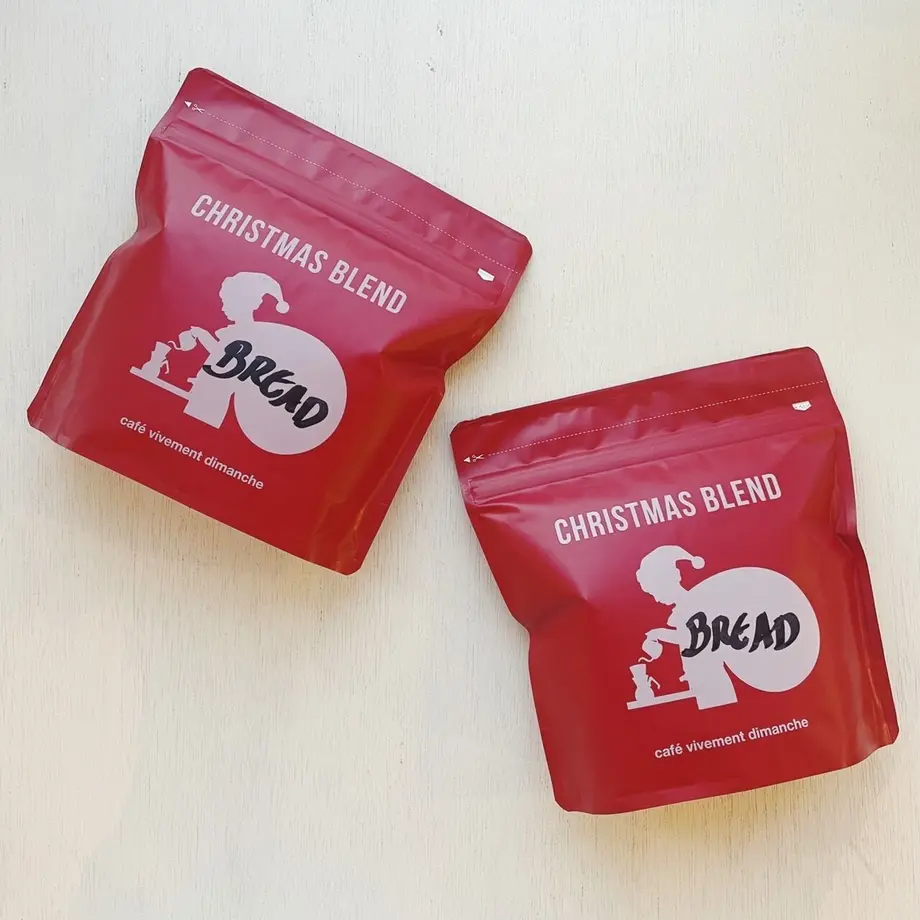 CHRISTMAS BLEND
BREAD
café vivement dimanche
CHRISTMAS BLEND
BREAD
café vivement dimanche